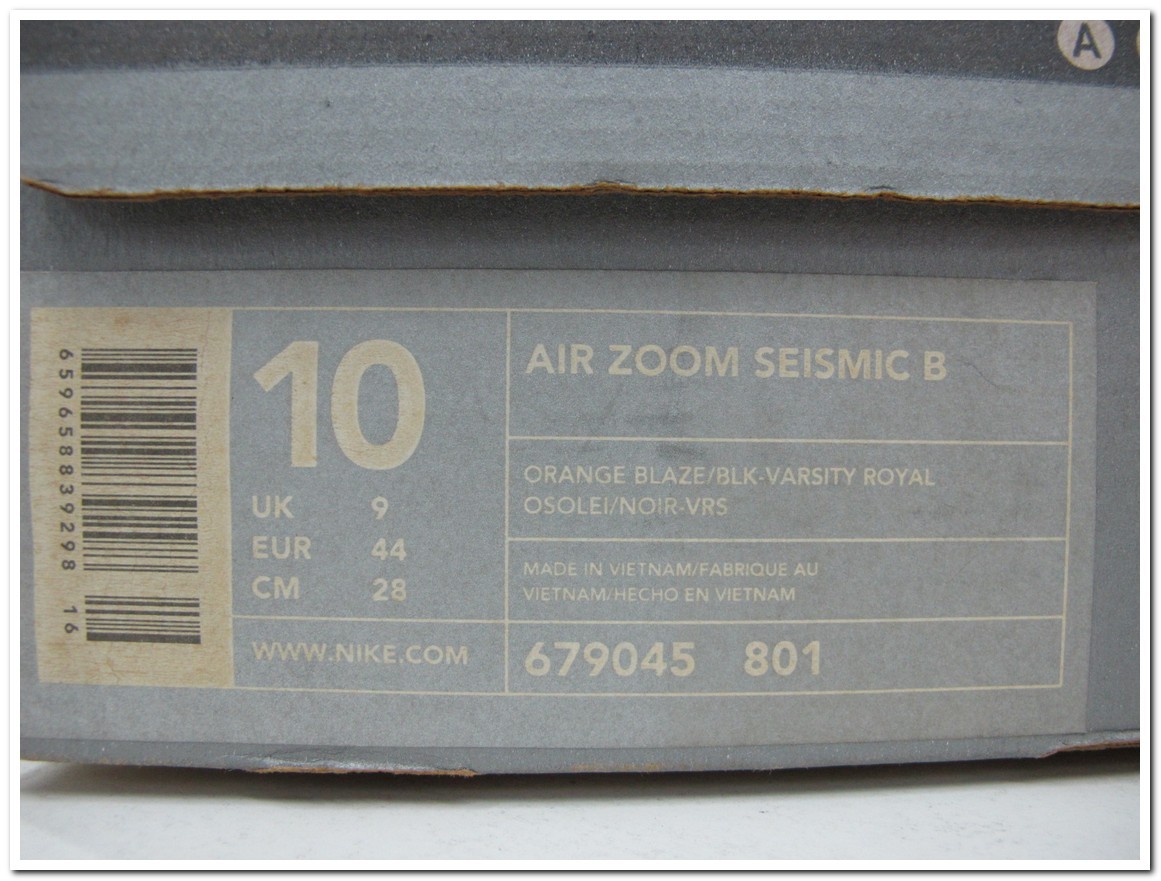 A
659658839298 16
10
UK 9
EUR 44
CM 28
WWW.NIKE.COM
AIR ZOOM SEISMIC B
ORANGE BLAZE/BLK-VARSITY ROYAL
OSOLEI/NOIR-VRS
MADE IN VIETNAM/FABRIQUE AU
VIETNAM/HECHO EN VIETNAM
679045 801